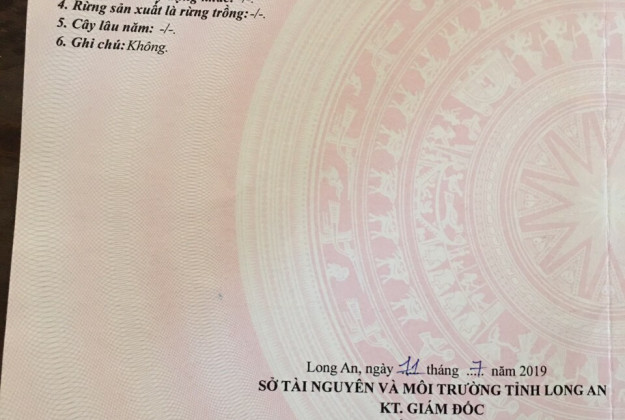 4. Rừng sản xuất là rừng trồng: -/-.
5. Cây lâu năm: -/-.
6. Ghi chú: Không.
Long An, ngày 11 tháng 7 năm 2019
SỞ TÀI NGUYÊN VÀ MÔI TRƯỜNG TỈNH LONG AN
KT. GIÁM ĐỐC